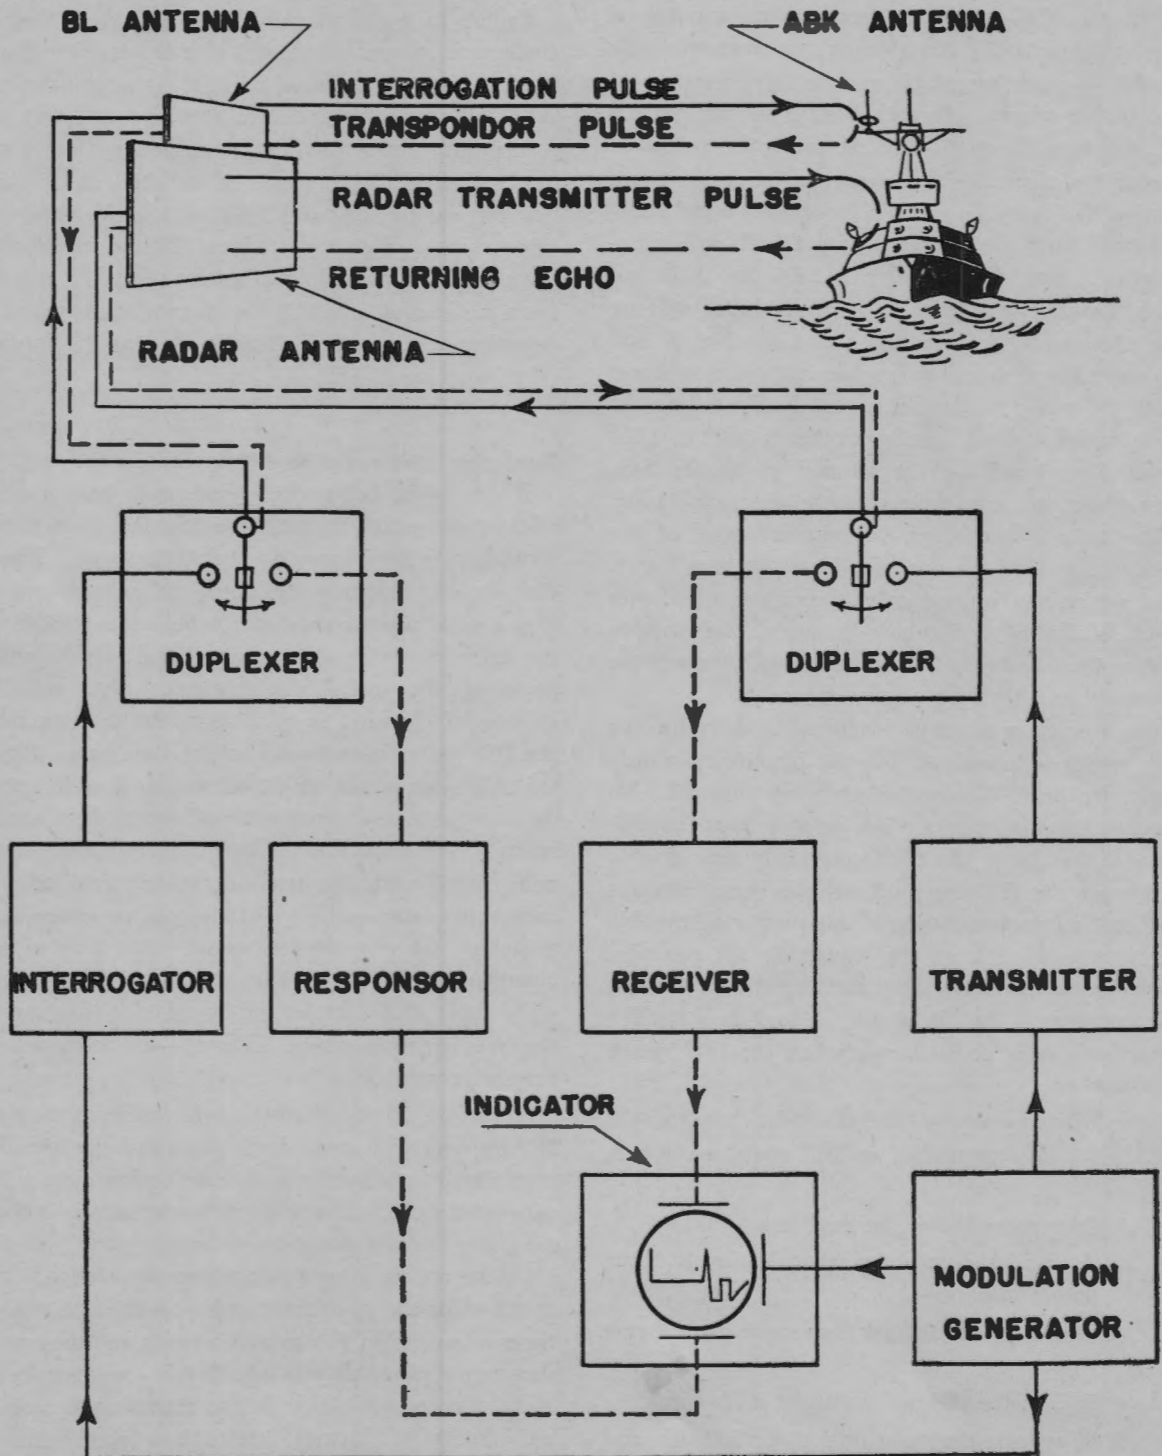 BL ANTENNA
ABK ANTENNA
INTERROGATION PULSE
TRANSPONDOR PULSE
RADAR TRANSMITTER PULSE
RETURNING ECHO
RADAR ANTENNA
DUPLEXER
DUPLEXER
INTERROGATOR
RESPONSOR
RECEIVER
TRANSMITTER
INDICATOR
MODULATION
GENERATOR